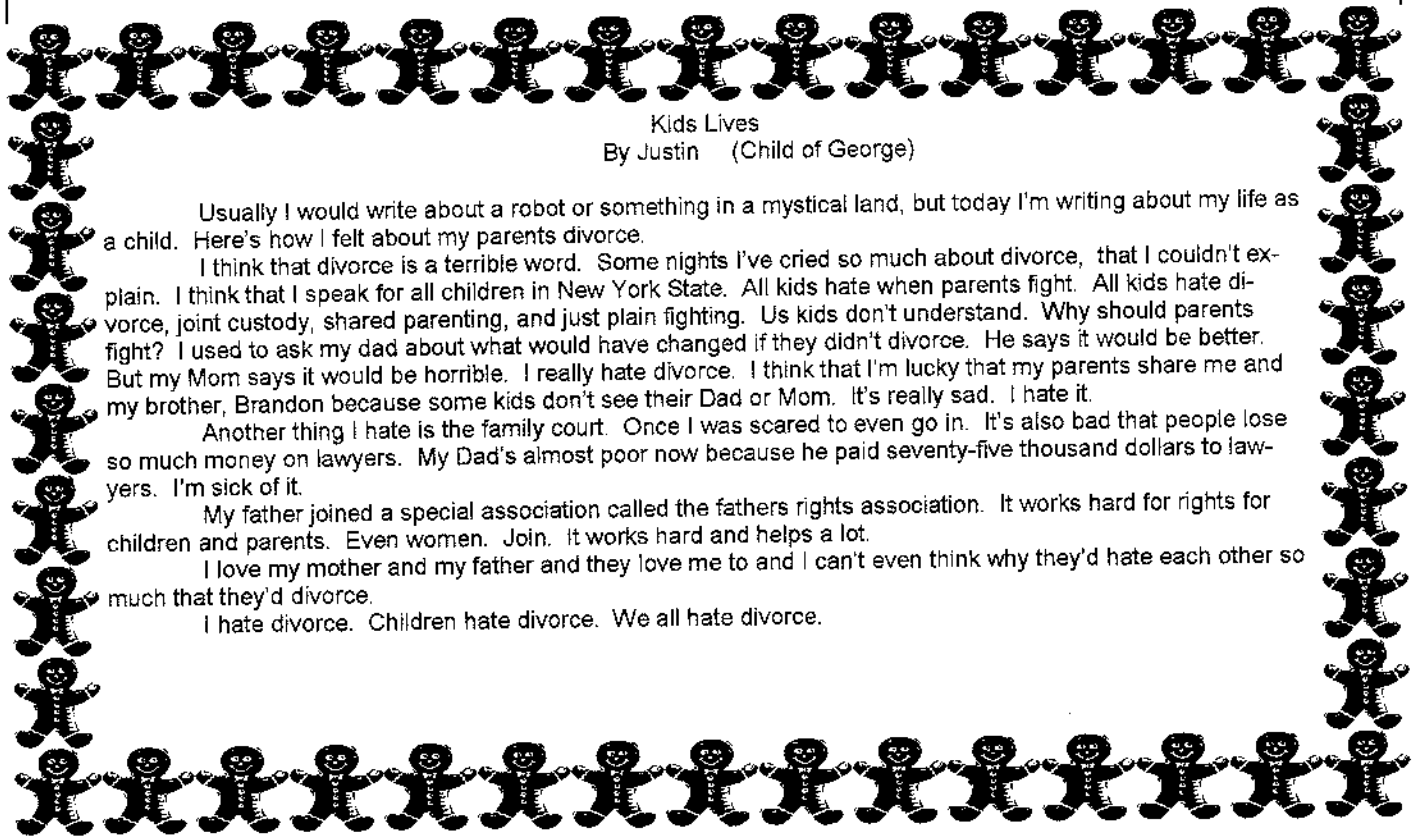 Kids Lives
By Justin (Child of George)
Usually I would write about a robot or something in a mystical land, but today I'm writing about my life as
a child. Here's how I felt about my parents divorce.
I think that divorce is a terrible word. Some nights I've cried so much about divorce, that I couldn't ex-
plain. I think that I speak for all children in New York State. All kids hate when parents fight. All kids hate di-
vorce, joint custody, shared parenting, and just plain fighting. Us kids don't understand. Why should parents
fight? I used to ask my dad about what would have changed if they didn't divorce. He says it would be better.
But my Mom says it would be horrible. I really hate divorce. I think that I'm lucky that my parents share me and
my brother, Brandon because some kids don't see their Dad or Mom. It's really sad. I hate it.
Another thing I hate is the family court. Once I was scared to even go in. It's also bad that people lose
so much money on lawyers. My Dad's almost poor now because he paid seventy-five thousand dollars to law-
yers. I'm sick of it.
My father joined a special association called the fathers rights association. It works hard for rights for
children and parents. Even women. Join. It works hard and helps a lot.
I love my mother and my father and they love me to and I can't even think why they'd hate each other so
much that they'd divorce.
I hate divorce. Children hate divorce. We all hate divorce.